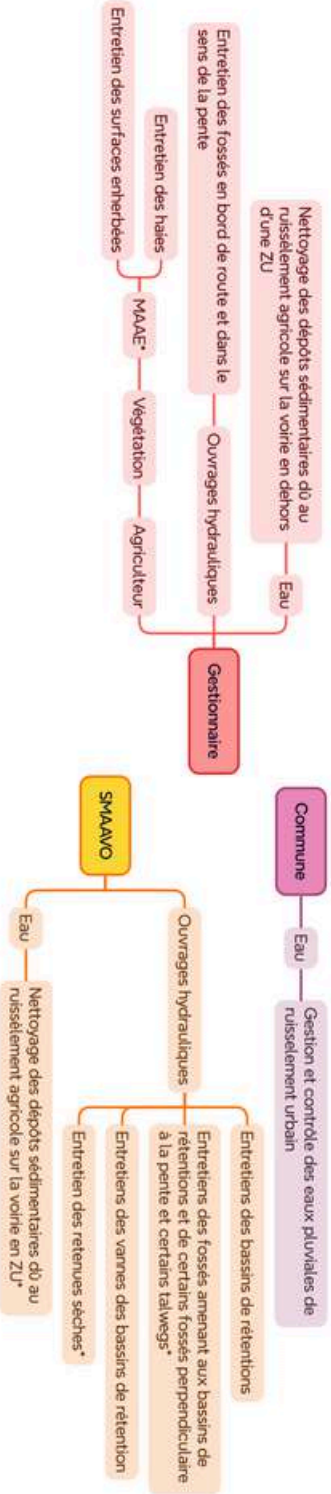 Nettoyage des dépôts sédimentaires dû au
ruissèlement agricole sur la voirie en dehors
d'une ZU
Eau
Entretien des fossés en bord de route et dans le
sens de la pente
Ouvrages hydrauliques
Entretien des haies
Entretien des surfaces enherbées
MAAE*
Végétation
Agriculteur
Gestionnaire
Commune
Eau
Gestion et contrôle des eaux pluviales de
ruisselement urbain
SMAAVO
Ouvrages hydrauliques
Entretiens des bassins de rétentions
Entretiens des fossés amenant aux bassins de
rétentions et de certains fossés perpendiculaire
à la pente et certains talwegs*
Entretiens des vannes des bassins de rétention
Entretien des retenues sèches*
Eau
Nettoyage des dépôts sédimentaires dû au
ruissèlement agricole sur la voirie en ZU*